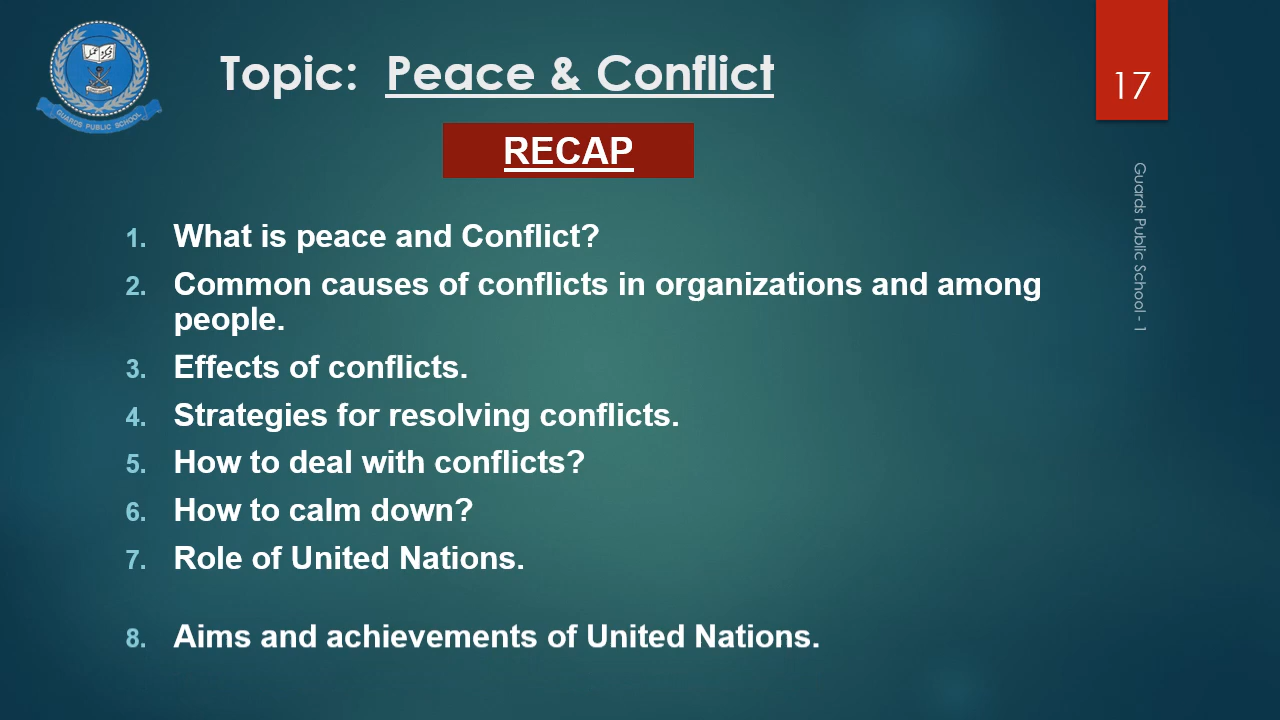 GUARDS PUBLIC SCHOOL
Topic: Peace & Conflict
17
RECAP
1. What is peace and Conflict?
2. Common causes of conflicts in organizations and among
people.
3. Effects of conflicts.
4. Strategies for resolving conflicts.
5. How to deal with conflicts?
6. How to calm down?
7. Role of United Nations.
8. Aims and achievements of United Nations.
Guards Public School - 1